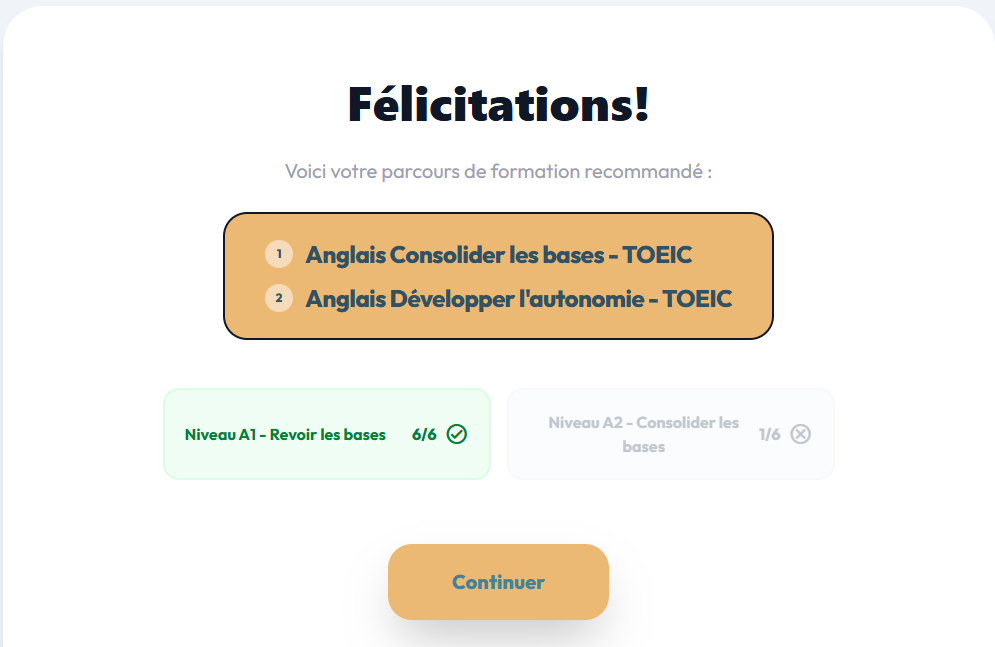 Félicitations!
Voici votre parcours de formation recommandé :
1 Anglais Consolider les bases - TOEIC
2 Anglais Développer l'autonomie - TOEIC
Niveau A1 - Revoir les bases 6/6
Niveau A2 - Consolider les
bases 1/6
Continuer